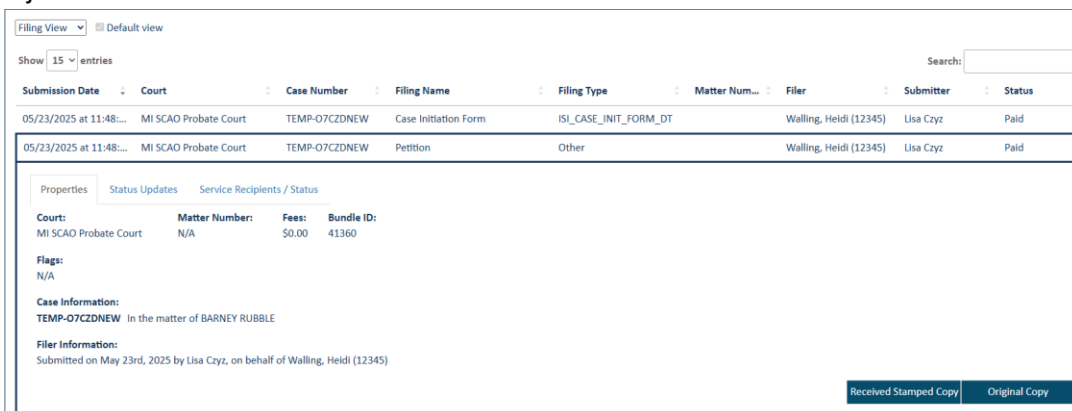 Filing View Default view
Show 15 entries Search:
Submission Date Court Case Number Filing Name Filing Type Matter Num... Filer Submitter Status
05/23/2025 at 11:48:... MI SCAO Probate Court TEMP-O7CZDNEW Case Initiation Form ISI_CASE_INIT_FORM_DT Walling, Heidi (12345) Lisa Czyz Paid
05/23/2025 at 11:48:... MI SCAO Probate Court TEMP-O7CZDNEW Petition Other Walling, Heidi (12345) Lisa Czyz Paid
Properties Status Updates Service Recipients / Status
Court: Matter Number: Fees: Bundle ID:
MI SCAO Probate Court N/A $0.00 41360
Flags:
N/A
Case Information:
TEMP-O7CZDNEW In the matter of BARNEY RUBBLE
Filer Information:
Submitted on May 23rd, 2025 by Lisa Czyz, on behalf of Walling, Heidi (12345)
Received Stamped Copy Original Copy